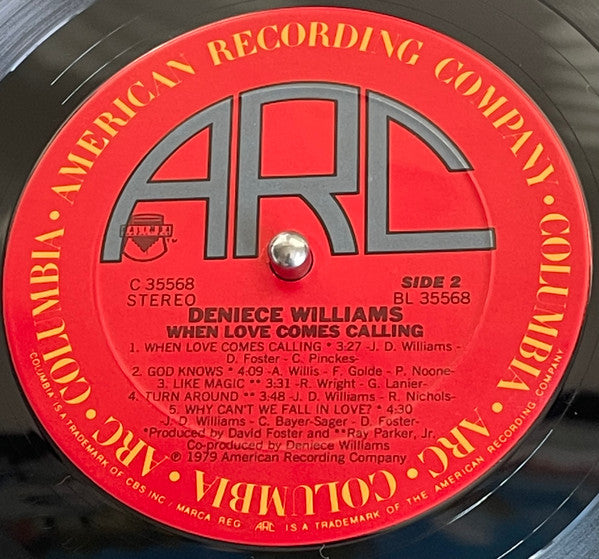 COLUMBIA • AMERICAN RECORDING COMPANY • COLUMBIA • ARC • COLUMBIA • ARC •
ARC
TM
C 35568
STEREO
SIDE 2
BL 35568
DENIECE WILLIAMS
WHEN LOVE COMES CALLING
1. WHEN LOVE COMES CALLING * 3:27 -J. D. Williams -
D. Foster - C. Pinckes-
2. GOD KNOWS * 4:09 -A. Willis - F. Golde - P. Noone-
3. LIKE MAGIC ** 3:31 -R. Wright - G. Lanier-
4. TURN AROUND ** 3:48 -J. D. Williams - R. Nichols-
5. WHY CAN'T WE FALL IN LOVE? * 4:30
-J. D. Williams - C. Bayer-Sager - D. Foster-
*Produced by David Foster and **Ray Parker, Jr.
Co-produced by Deniece Williams
℗ 1979 American Recording Company
COLUMBIA IS A TRADEMARK OF CBS INC / MARCA REG. ARC IS A TRADEMARK OF THE AMERICAN RECORDING COMPANY